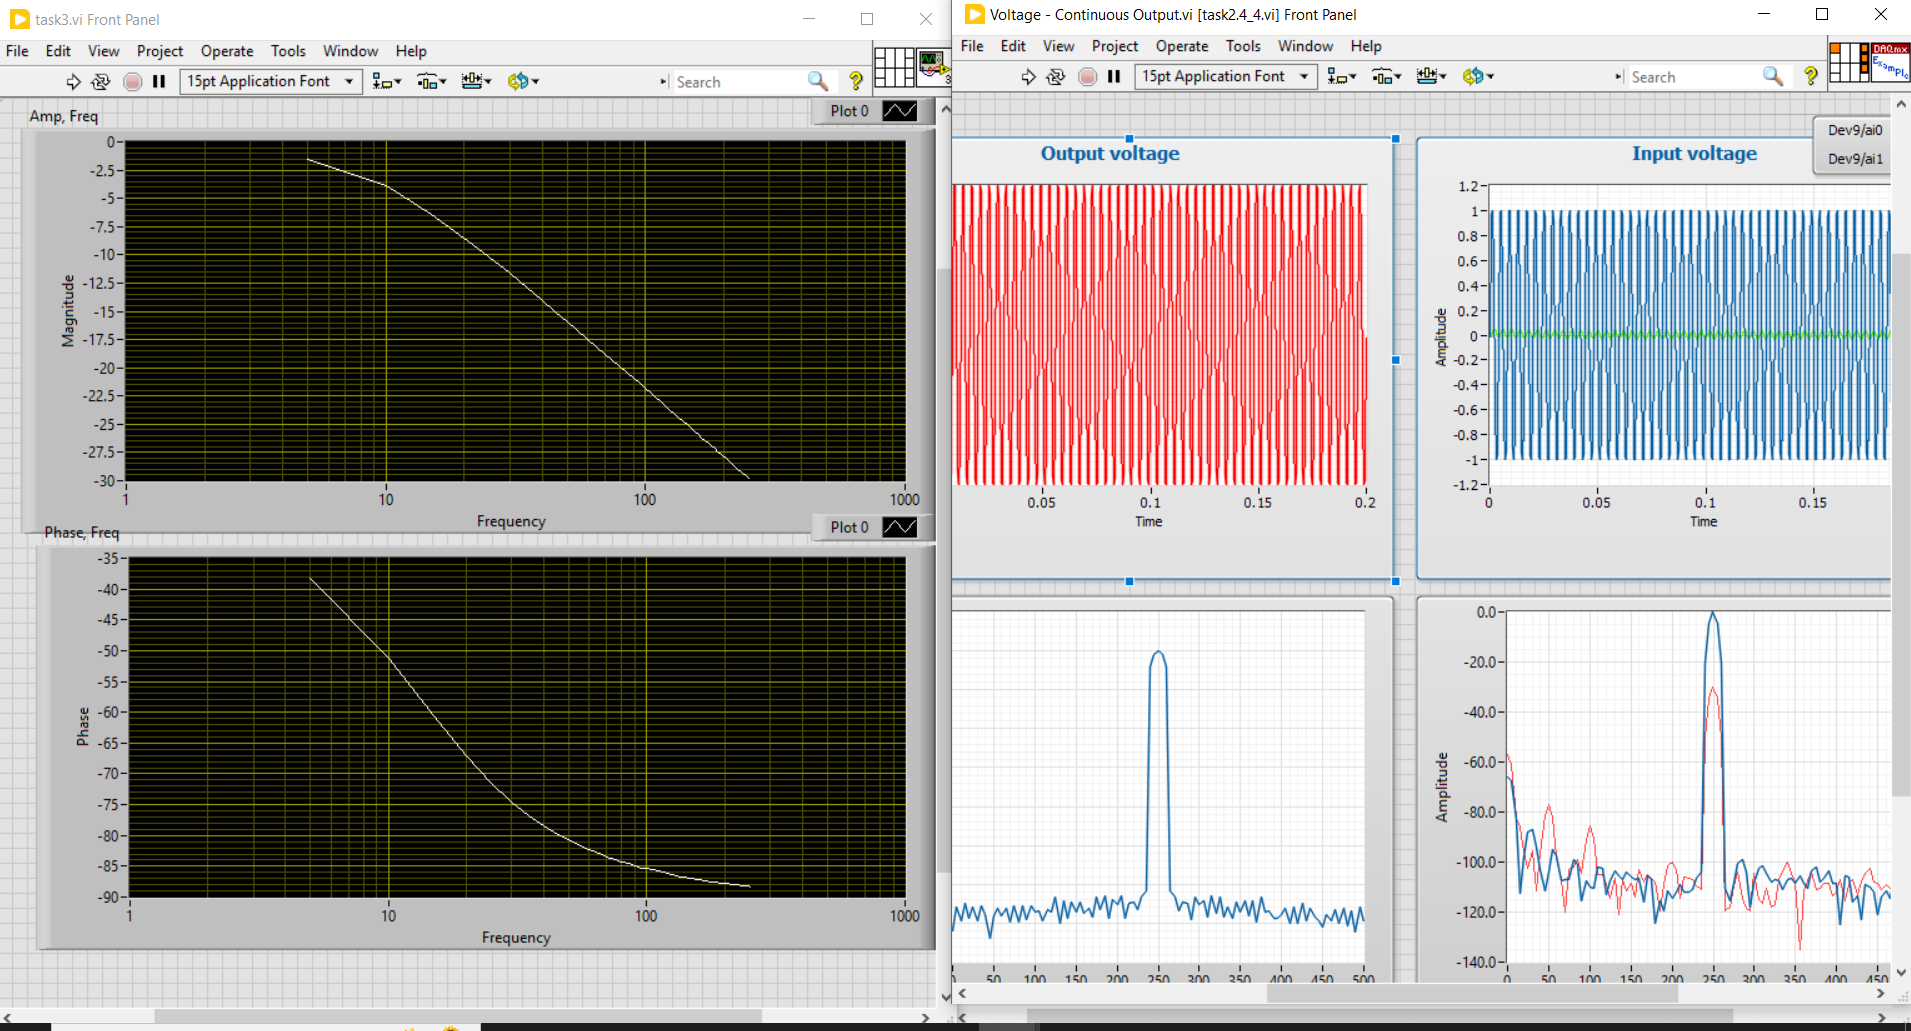 task3.vi Front Panel
File Edit View Project Operate Tools Window Help
15pt Application Font
Search
?
Amp, Freq
Plot 0
0
-2.5
-5
-7.5
-10
-12.5
-15
-17.5
-20
-22.5
-25
-27.5
-30
Magnitude
1 10 100 1000
Frequency
Phase, Freq
Plot 0
-35
-40
-45
-50
-55
-60
-65
-70
-75
-80
-85
-90
Phase
1 10 100 1000
Frequency
Voltage - Continuous Output.vi [task2.4_4.vi] Front Panel
File Edit View Project Operate Tools Window Help
15pt Application Font
Search
?
DAQmx
Example
Output voltage
0.05 0.1 0.15 0.2
Time
Input voltage
Dev9/ai0
Dev9/ai1
1.2
1
0.8
0.6
0.4
0.2
0
-0.2
-0.4
-0.6
-0.8
-1
-1.2
Amplitude
0 0.05 0.1 0.15
Time
50 100 150 200 250 300 350 400 450 500
0.0
-20.0
-40.0
-60.0
-80.0
-100.0
-120.0
-140.0
Amplitude
0 50 100 150 200 250 300 350 400 450